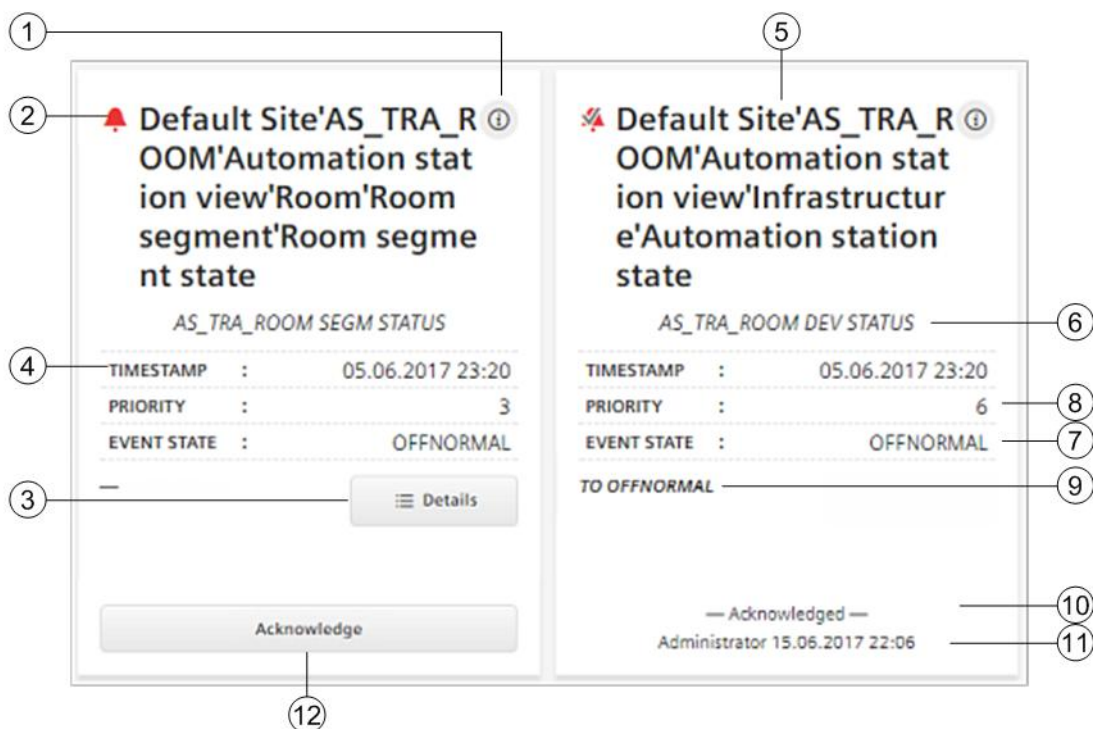 1
5
2
Default Site'AS_TRA_R
OOM'Automation stat
ion view'Room'Room
segment'Room segme
nt state
AS_TRA_ROOM SEGM STATUS
4
TIMESTAMP : 05.06.2017 23:20
PRIORITY : 3
EVENT STATE : OFFNORMAL
—
3
Details
Acknowledge
12
Default Site'AS_TRA_R
OOM'Automation stat
ion view'Infrastructur
e'Automation station
state
AS_TRA_ROOM DEV STATUS
6
TIMESTAMP : 05.06.2017 23:20
PRIORITY : 6
8
EVENT STATE : OFFNORMAL
7
TO OFFNORMAL
9
— Acknowledged —
10
Administrator 15.06.2017 22:06
11